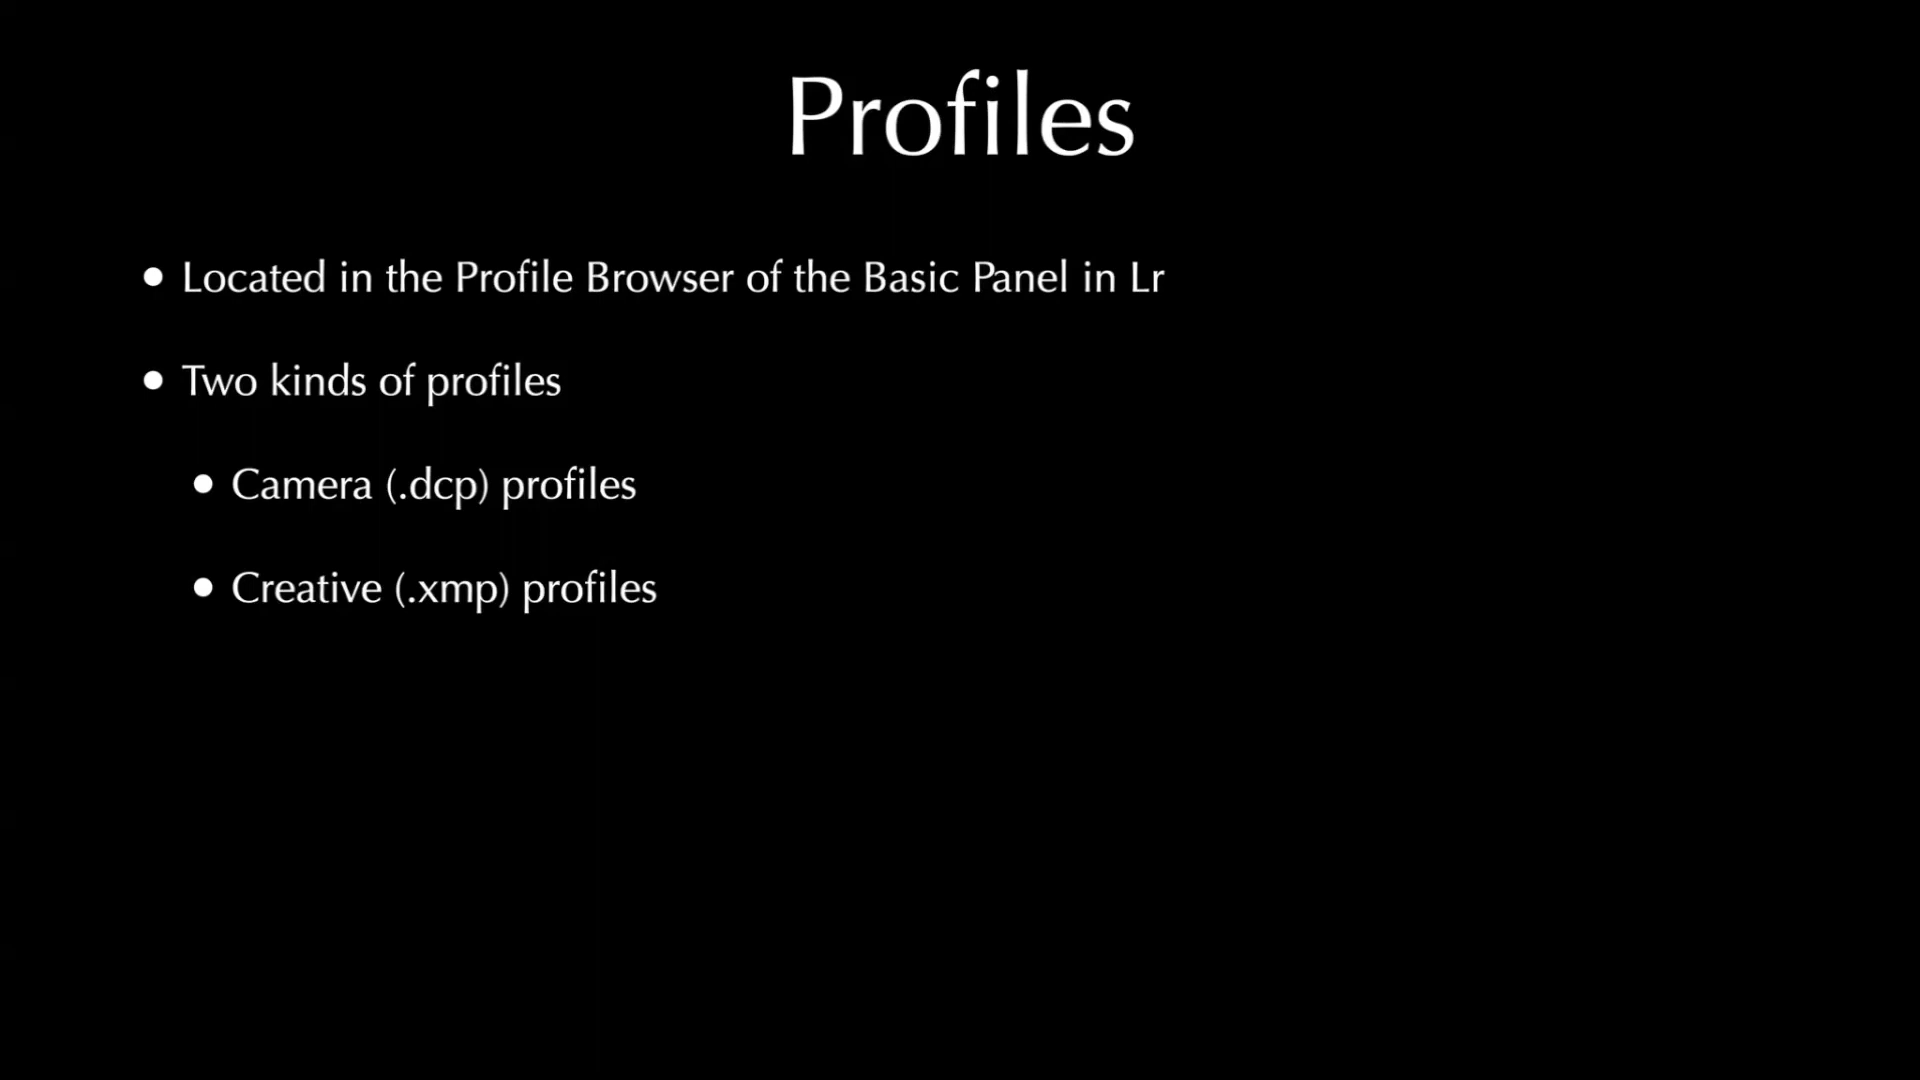 Profiles
• Located in the Profile Browser of the Basic Panel in Lr
• Two kinds of profiles
• Camera (.dcp) profiles
• Creative (.xmp) profiles